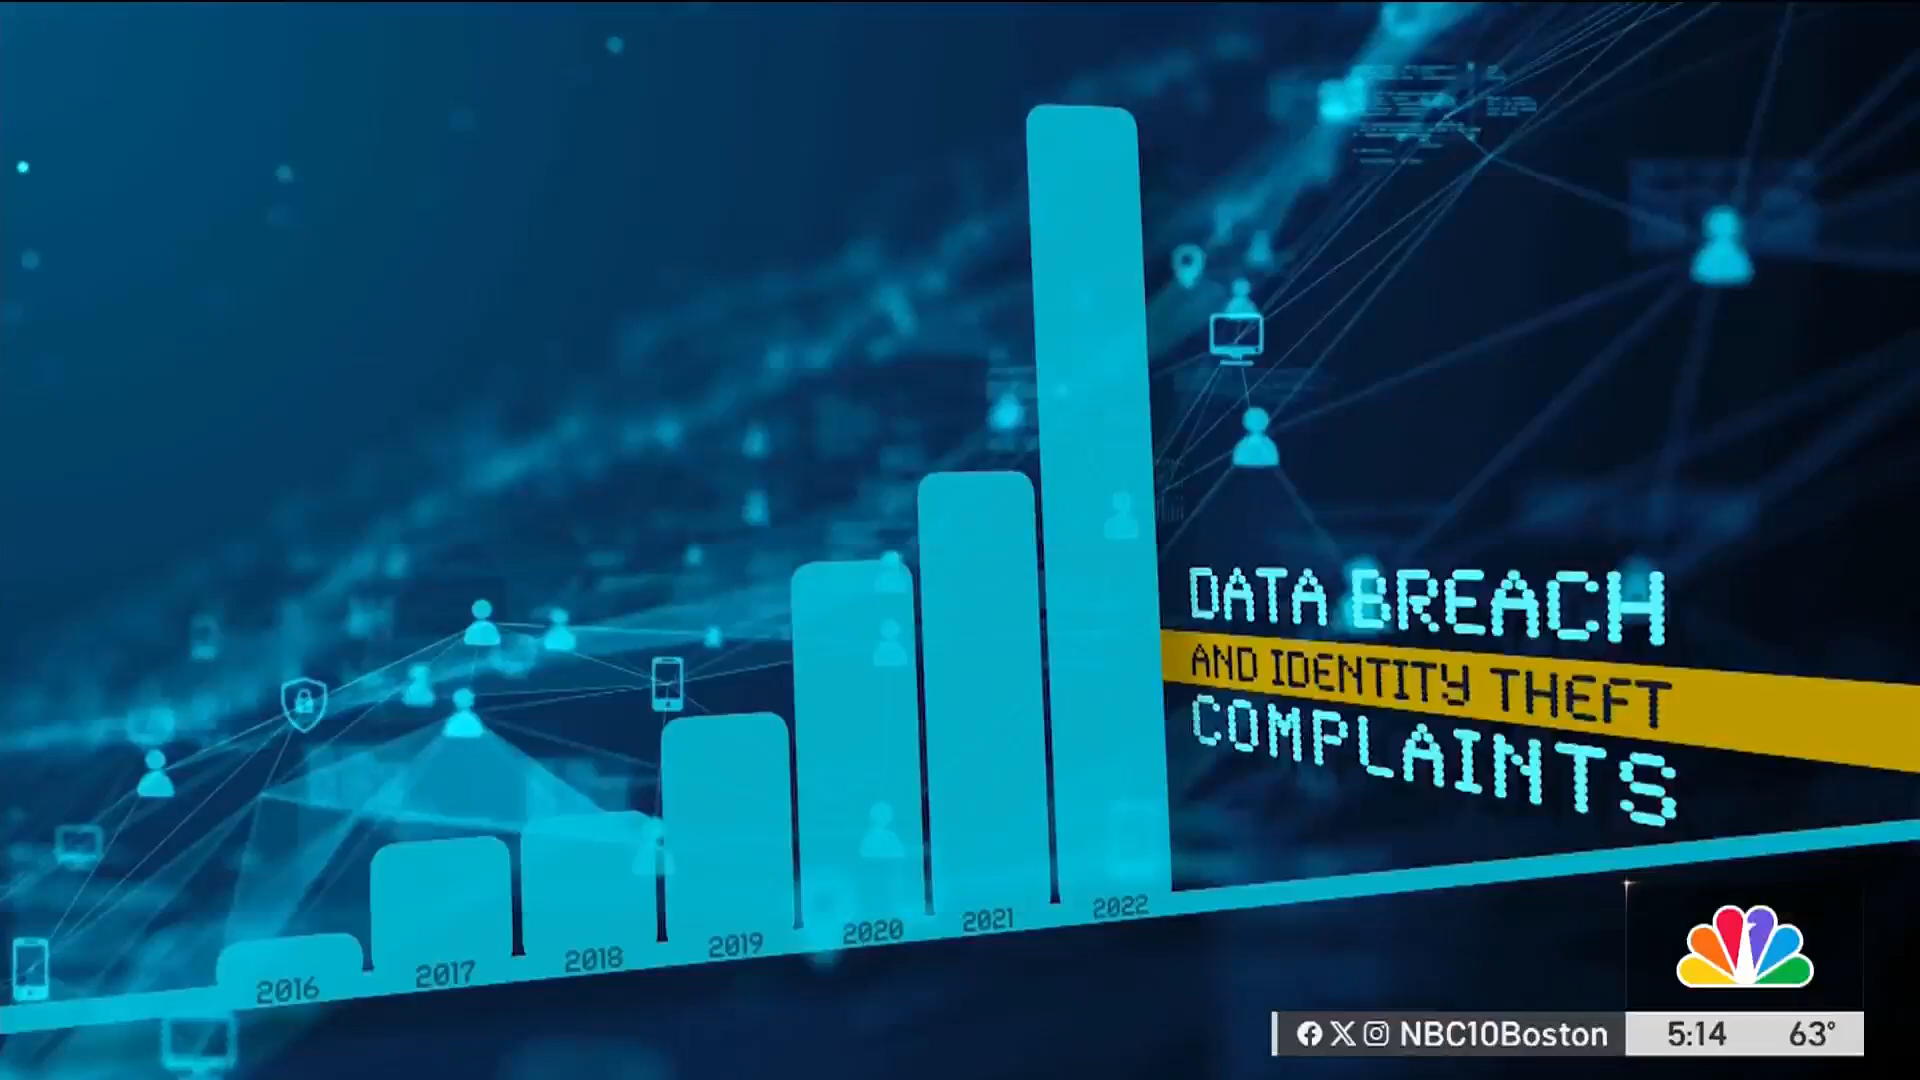 DATA BREACH
AND IDENTITY THEFT
COMPLAINTS
2016
2017
2018
2019
2020
2021
2022
NBC10Boston
5:14
63°